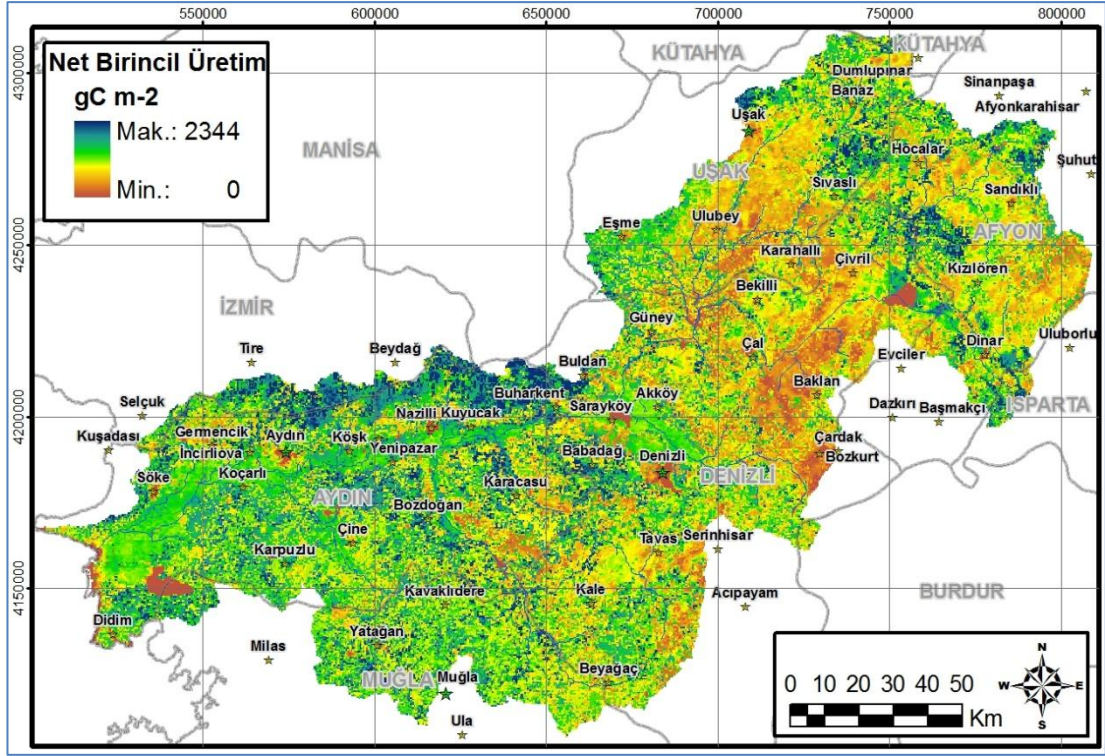 550000 600000 650000 700000 750000 800000
4300000
4250000
4200000
4150000
Net Birincil Üretim
gC m-2
Mak.: 2344
Min.: 0
KÜTAHYA
KÜTAHYA
Dumlupınar
Sinanpaşa
Banaz
Afyonkarahisar
Uşak
MANİSA
Hocalar
Şuhut
UŞAK
Sıvaslı
Sandıklı
Ulubey
Eşme
AFYON
Karahallı
Çivril
Kızılören
Bekilli
İZMİR
Güney
Uluborlu
Çal
Dinar
Tire
Beydağ
Buldan
Evciler
Baklan
Buharkent
Akköy
Selçuk
Sarayköy
ISPARTA
Nazilli
Kuyucak
Dazkırı
Başmakçı
Germencik
Aydın
Köşk
Kuşadası
İncirliova
Yenipazar
Çardak
Babadağ
Denizli
Bozkurt
Koçarlı
Söke
DENİZLİ
Karacasu
AYDIN
Bozdoğan
Çine
Tavas
Serinhisar
Karpuzlu
Kavaklıdere
Kale
Acıpayam
BURDUR
Didim
Yatağan
Milas
Beyağaç
MUĞLA
Muğla
Ula
N
W
E
S
0 10 20 30 40 50
Km